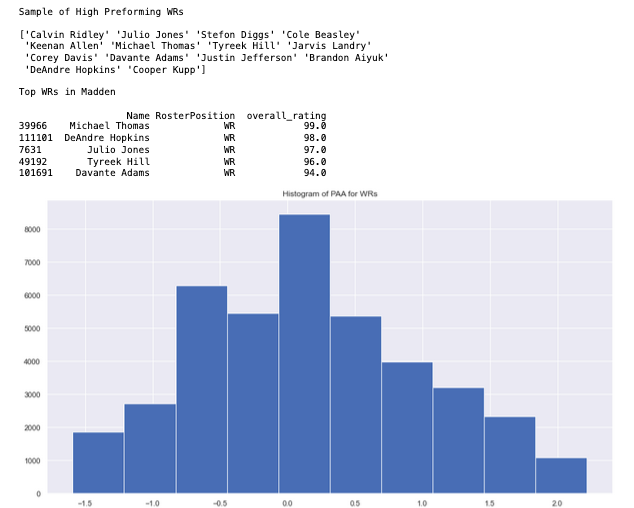 Sample of High Preforming WRs
['Calvin Ridley' 'Julio Jones' 'Stefon Diggs' 'Cole Beasley'
'Keenan Allen' 'Michael Thomas' 'Tyreek Hill' 'Jarvis Landry'
'Corey Davis' 'Davante Adams' 'Justin Jefferson' 'Brandon Aiyuk'
'DeAndre Hopkins' 'Cooper Kupp']
Top WRs in Madden
Name RosterPosition overall_rating
39966 Michael Thomas WR 99.0
111101 DeAndre Hopkins WR 98.0
7631 Julio Jones WR 97.0
49192 Tyreek Hill WR 96.0
101691 Davante Adams WR 94.0
Histogram of PAA for WRs
8000
7000
6000
5000
4000
3000
2000
1000
0
−1.5 −1.0 −0.5 0.0 0.5 1.0 1.5 2.0